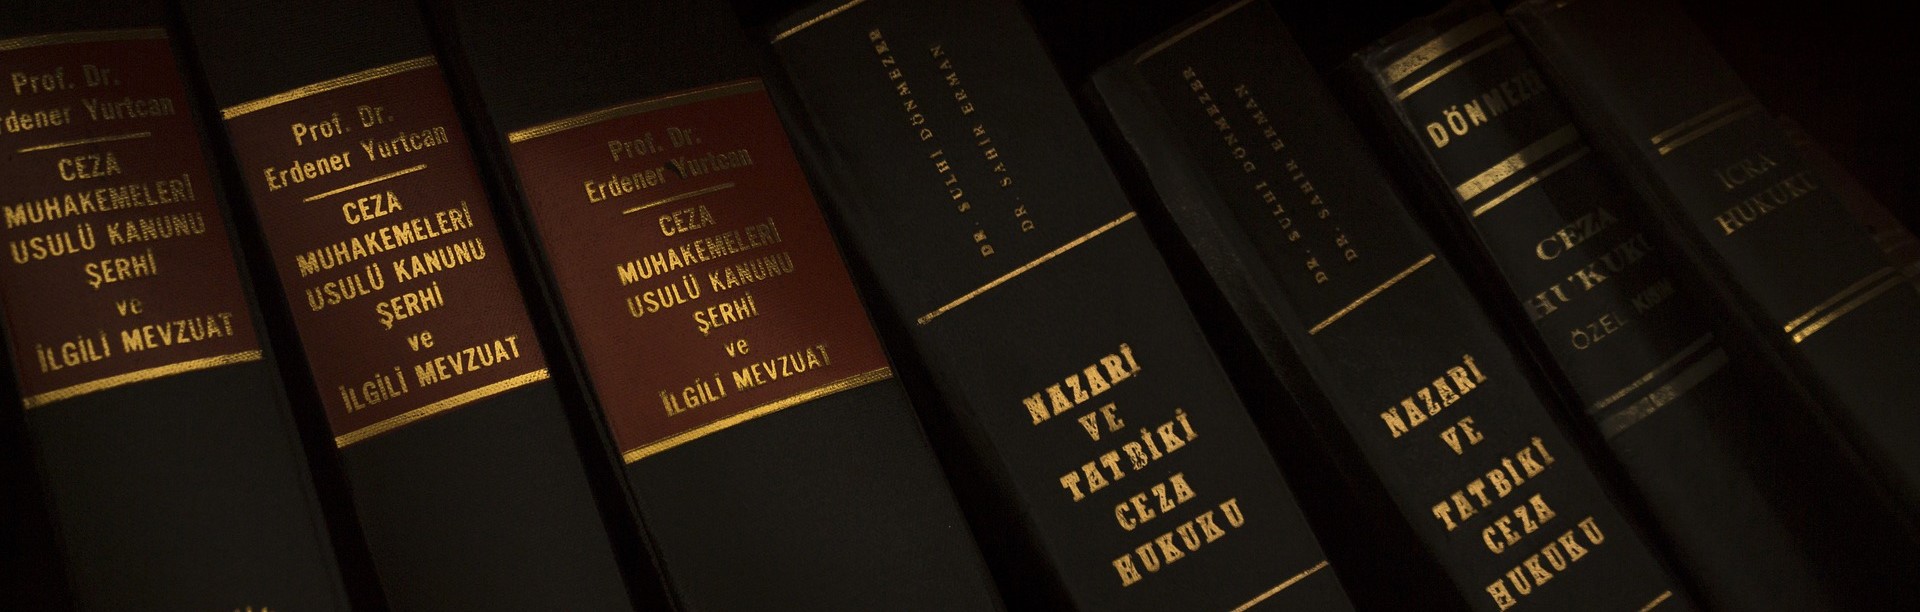 Prof. Dr.
Erdener Yurtcan
CEZA
MUHAKEMELERİ
USULÜ KANUNU
ŞERHİ
ve
İLGİLİ MEVZUAT
Prof. Dr.
Erdener Yurtcan
CEZA
MUHAKEMELERİ
USULÜ KANUNU
ŞERHİ
ve
İLGİLİ MEVZUAT
Prof. Dr.
Erdener Yurtcan
CEZA
MUHAKEMELERİ
USULÜ KANUNU
ŞERHİ
ve
İLGİLİ MEVZUAT
DR. SULHİ DÖNMEZER
DR. SAHİR ERMAN
NAZARİ
VE
TATBİKİ
CEZA
HUKUKU
DR. SULHİ DÖNMEZER
DR. SAHİR ERMAN
NAZARİ
VE
TATBİKİ
CEZA
HUKUKU
DÖNMEZER
CEZA
HUKUKU
ÖZEL KISIM
İCRA
HUKUKU